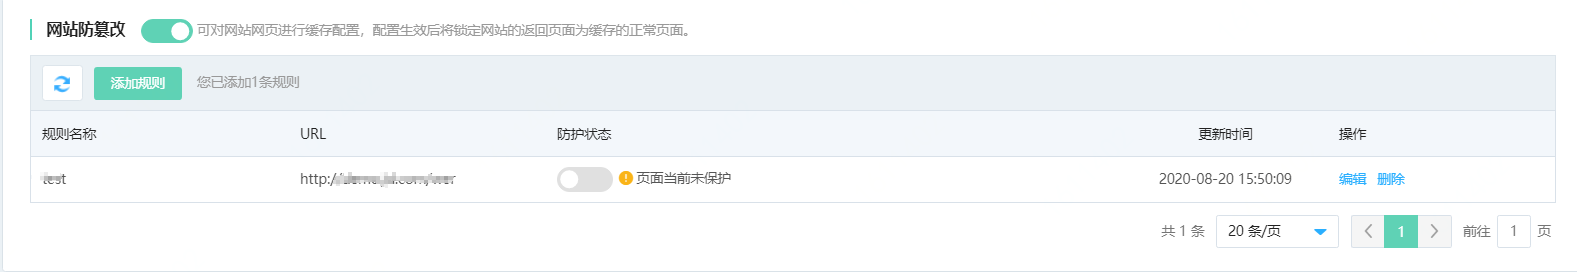 网站防篡改 可对网站网页进行缓存配置，配置生效后将锁定网站的返回页面为缓存的正常页面。
添加规则 您已添加1条规则
规则名称 URL 防护状态 更新时间 操作
test http:// 页面当前未保护 2020-08-20 15:50:09 编辑 删除
共 1 条 20 条/页 1 前往 1 页